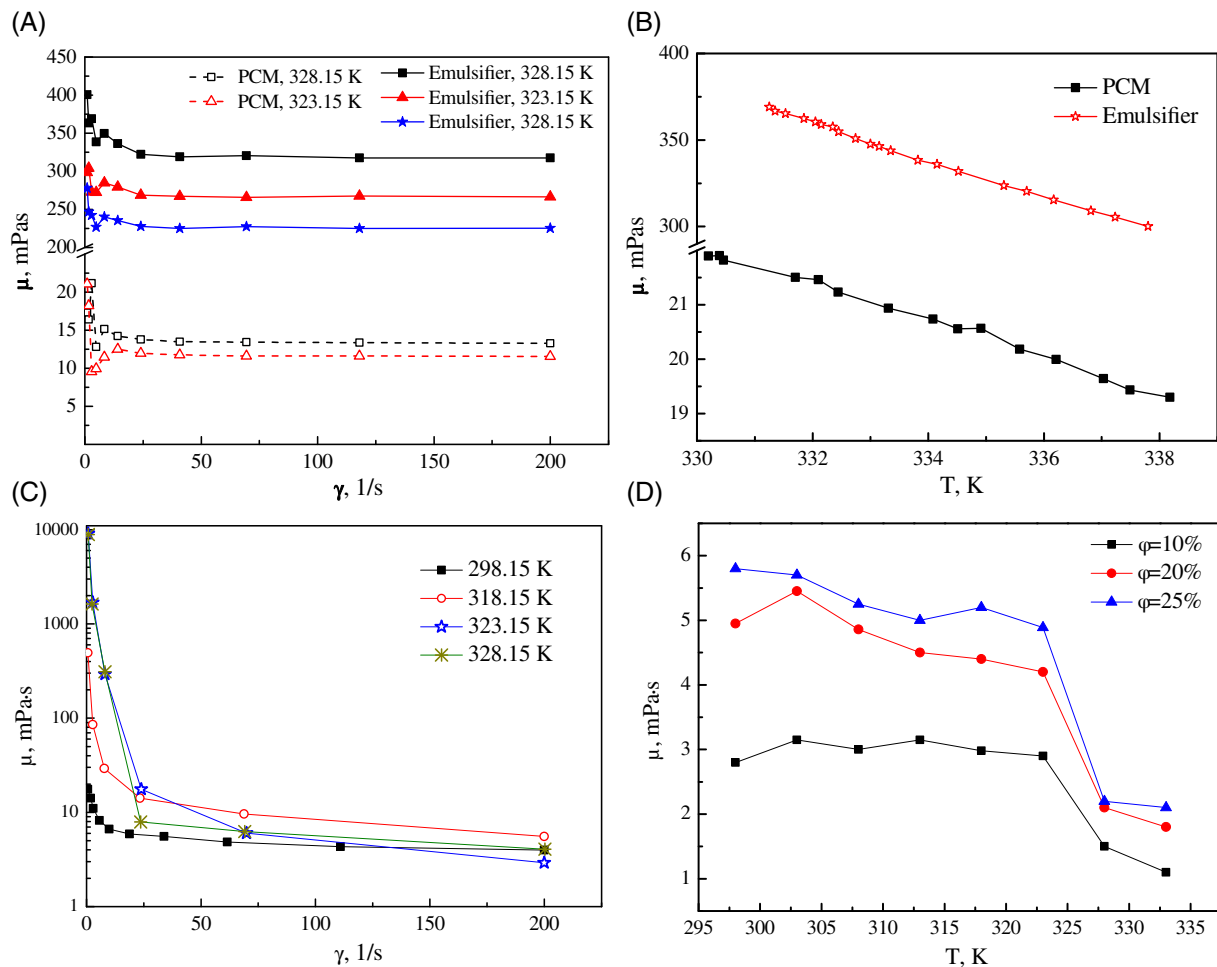 (A)
450
400
350
300
250
200
20
15
10
5
μ, mPas
PCM, 328.15 K
PCM, 323.15 K
Emulsifier, 328.15 K
Emulsifier, 323.15 K
Emulsifier, 328.15 K
0 50 100 150 200
γ, 1/s
(B)
400
350
300
21
20
19
μ, mPas
PCM
Emulsifier
330 332 334 336 338
T, K
(C)
10000
1000
100
10
1
μ, mPa·s
298.15 K
318.15 K
323.15 K
328.15 K
0 50 100 150 200
γ, 1/s
(D)
6
5
4
3
2
1
μ, mPa·s
φ=10%
φ=20%
φ=25%
295 300 305 310 315 320 325 330 335
T, K